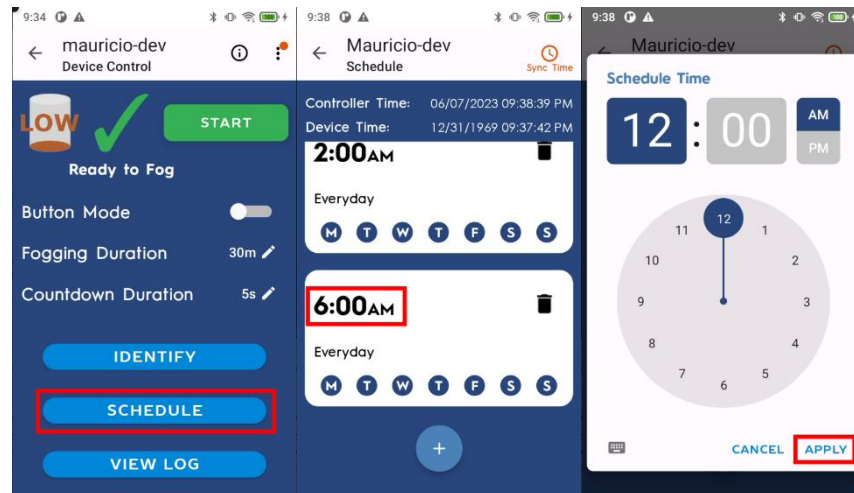 9:34
mauricio-dev
Device Control
LOW
START
Ready to Fog
Button Mode
Fogging Duration 30m
Countdown Duration 5s
IDENTIFY
SCHEDULE
VIEW LOG
9:38
Mauricio-dev
Schedule
Sync Time
Controller Time: 06/07/2023 09:38:39 PM
Device Time: 12/31/1969 09:37:42 PM
2:00AM
Everyday
M T W T F S S
6:00AM
Everyday
M T W T F S S
+
9:38
Mauricio-dev
Schedule Time
12 : 00 AM
PM
12
11 1
10 2
9 3
8 4
7 5
6
CANCEL APPLY